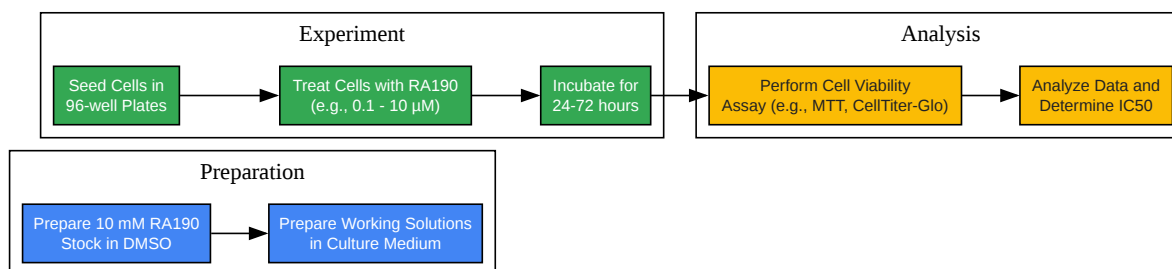 Experiment
Seed Cells in
96-well Plates
Treat Cells with RA190
(e.g., 0.1 - 10 µM)
Incubate for
24-72 hours
Analysis
Perform Cell Viability
Assay (e.g., MTT, CellTiter-Glo)
Analyze Data and
Determine IC50
Preparation
Prepare 10 mM RA190
Stock in DMSO
Prepare Working Solutions
in Culture Medium